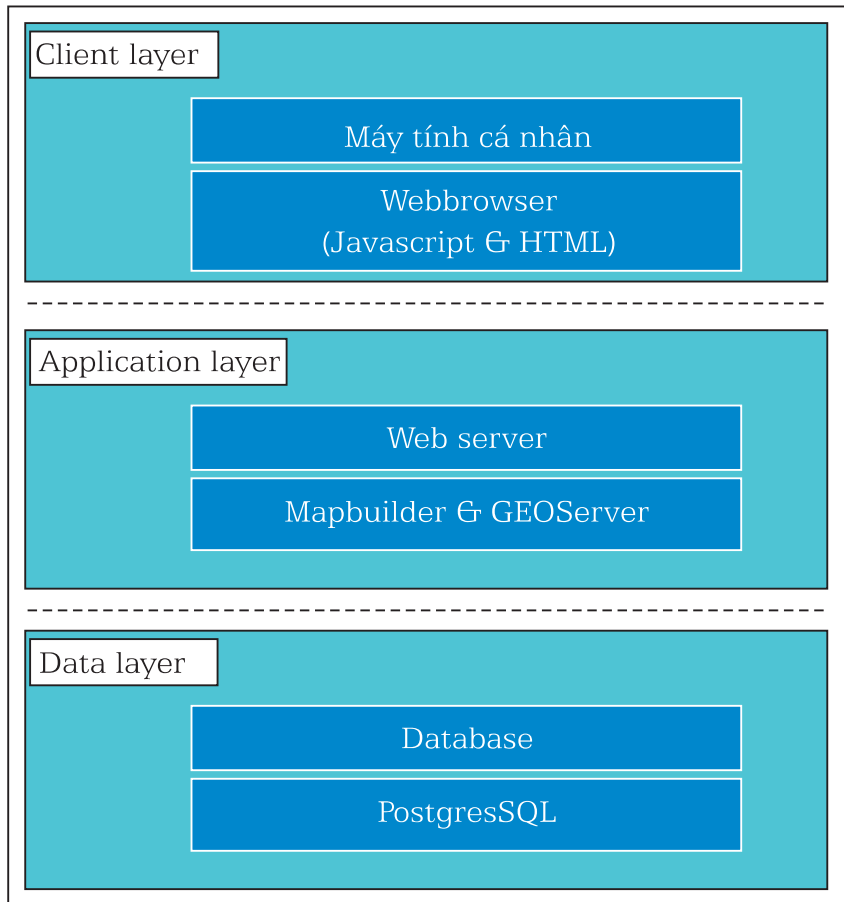 Client layer
Máy tính cá nhân
Webbrowser
(Javascript & HTML)
Application layer
Web server
Mapbuilder & GEOServer
Data layer
Database
PostgresSQL